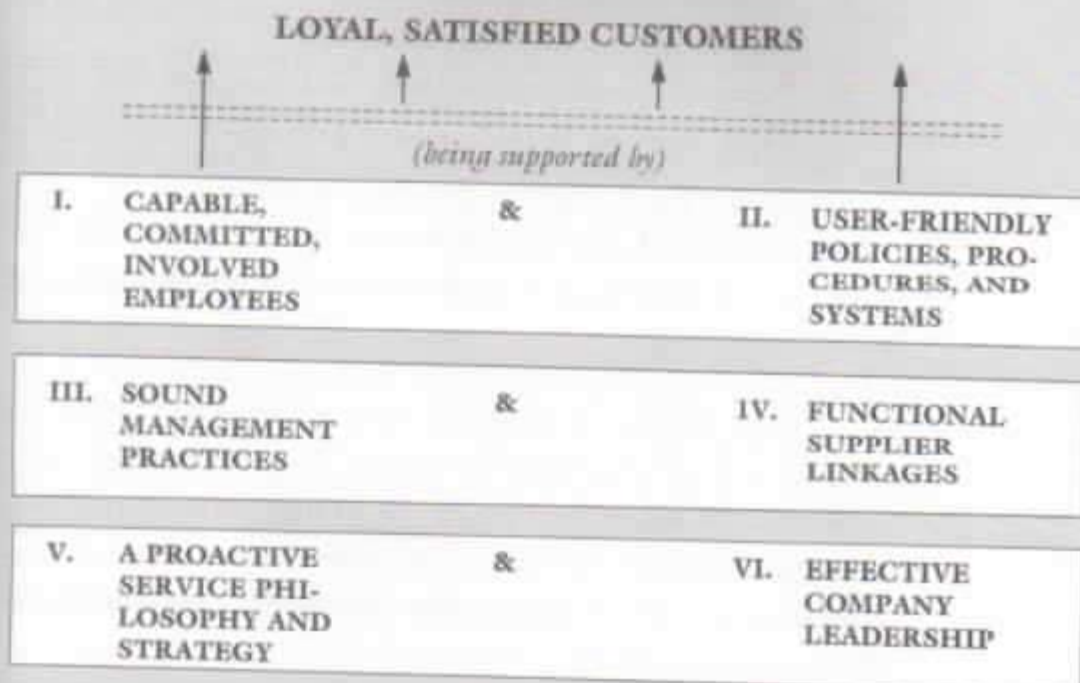 LOYAL, SATISFIED CUSTOMERS
(being supported by)
I. CAPABLE,
COMMITTED,
INVOLVED
EMPLOYEES
&
II. USER-FRIENDLY
POLICIES, PRO-
CEDURES, AND
SYSTEMS
III. SOUND
MANAGEMENT
PRACTICES
&
IV. FUNCTIONAL
SUPPLIER
LINKAGES
V. A PROACTIVE
SERVICE PHI-
LOSOPHY AND
STRATEGY
&
VI. EFFECTIVE
COMPANY
LEADERSHIP